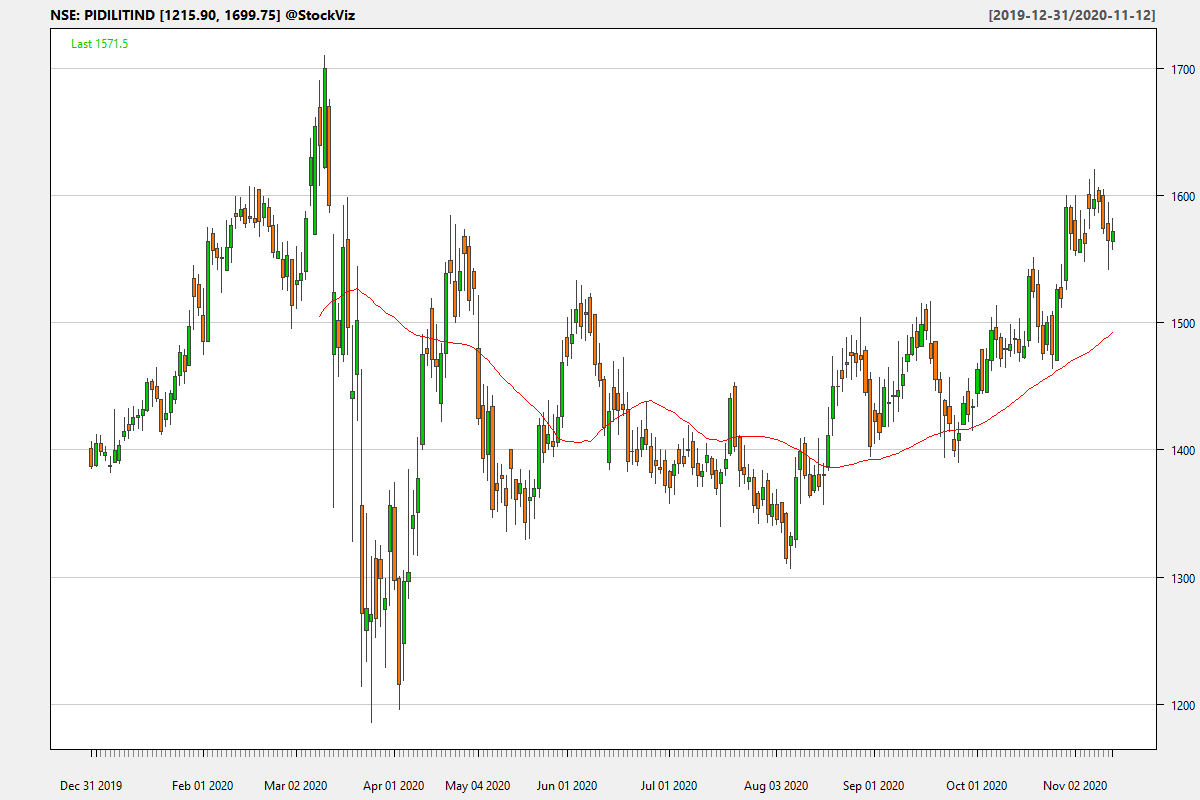 NSE: PIDILITIND [1215.90, 1699.75] @StockViz [2019-12-31/2020-11-12]
Last 1571.5
1700
1600
1500
1400
1300
1200
Dec 31 2019 Feb 01 2020 Mar 02 2020 Apr 01 2020 May 04 2020 Jun 01 2020 Jul 01 2020 Aug 03 2020 Sep 01 2020 Oct 01 2020 Nov 02 2020